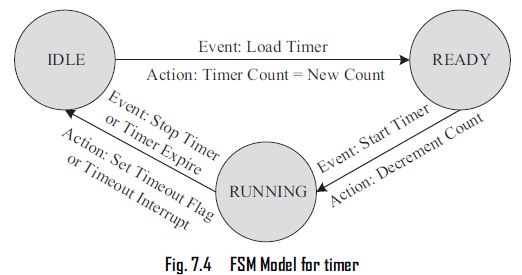 IDLE
Event: Load Timer
Action: Timer Count = New Count
READY
Event: Stop Timer
or Timer Expire
Action: Set Timeout Flag
or Timeout Interrupt
RUNNING
Event: Start Timer
Action: Decrement Count
Fig. 7.4 FSM Model for timer